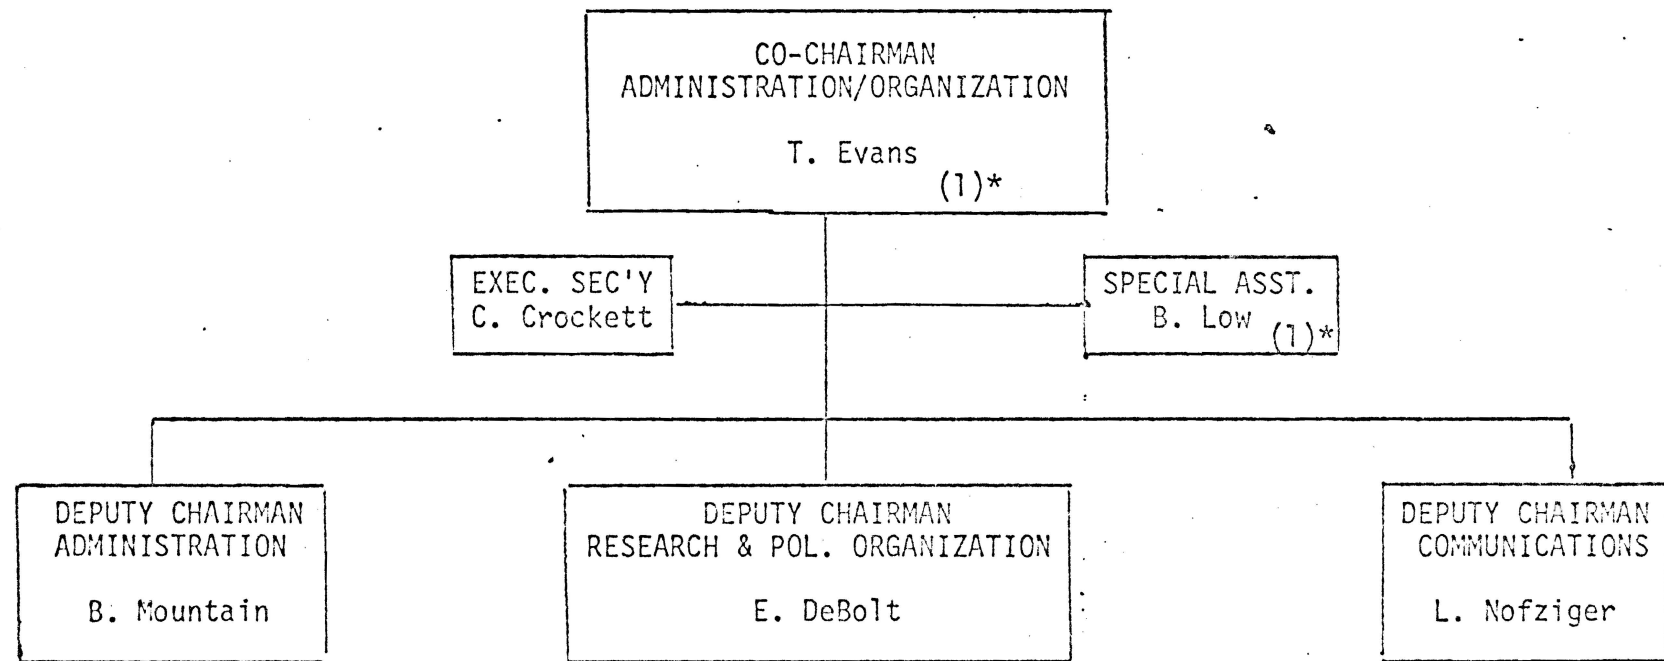 CO-CHAIRMAN
ADMINISTRATION/ORGANIZATION
T. Evans
(1)*
EXEC. SEC'Y
C. Crockett
SPECIAL ASST.
B. Low
(1)*
DEPUTY CHAIRMAN
ADMINISTRATION
B. Mountain
DEPUTY CHAIRMAN
RESEARCH & POL. ORGANIZATION
E. DeBolt
DEPUTY CHAIRMAN
COMMUNICATIONS
L. Nofziger